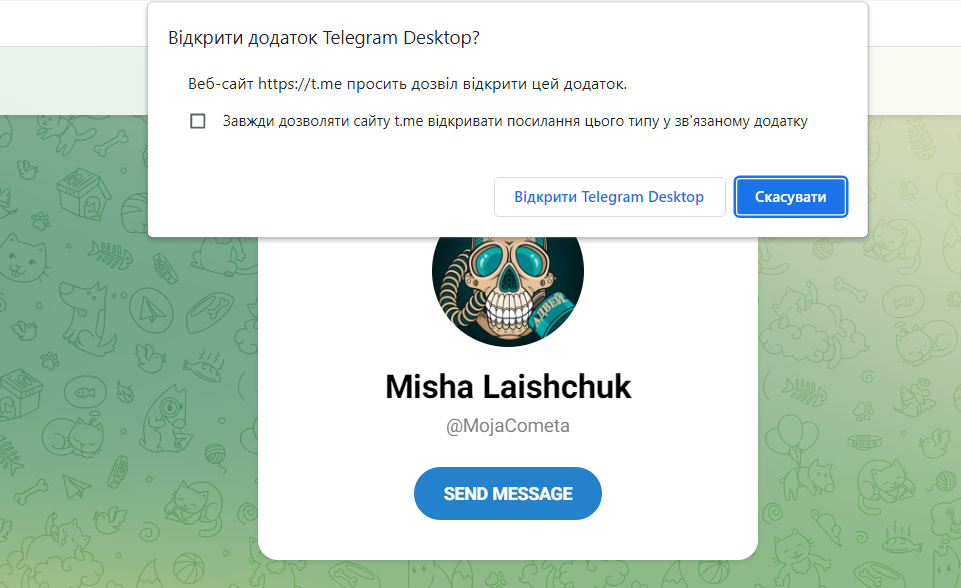 Відкрити додаток Telegram Desktop?
Веб-сайт https://t.me просить дозвіл відкрити цей додаток.
Завжди дозволяти сайту t.me відкривати посилання цього типу у зв'язаному додатку
Відкрити Telegram Desktop
Скасувати
АДВЕЙ
Misha Laishchuk
@MojaCometa
SEND MESSAGE